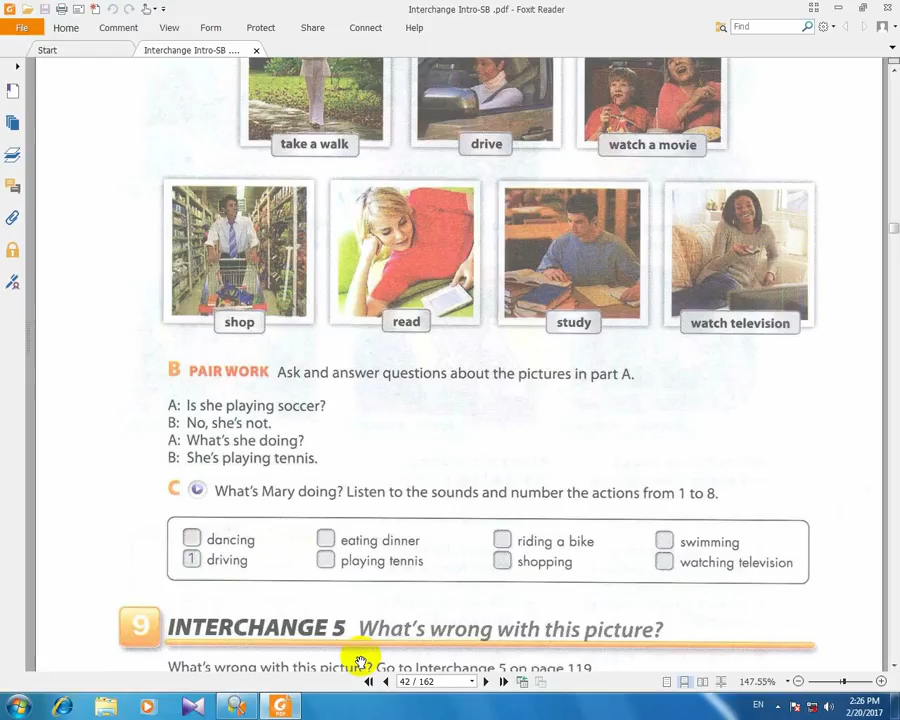 Interchange Intro-SB .pdf - Foxit Reader
File Home Comment View Form Protect Share Connect Help
Find
Start Interchange Intro-SB ....
take a walk
drive
watch a movie
shop
read
study
watch television
B PAIR WORK Ask and answer questions about the pictures in part A.
A: Is she playing soccer?
B: No, she's not.
A: What's she doing?
B: She's playing tennis.
C What's Mary doing? Listen to the sounds and number the actions from 1 to 8.
dancing eating dinner riding a bike swimming
1 driving playing tennis shopping watching television
9 INTERCHANGE 5 What's wrong with this picture?
What's wrong with this picture? Go to Interchange 5 on page 119
42 / 162
147.55%
EN
2:26 PM
2/20/2017